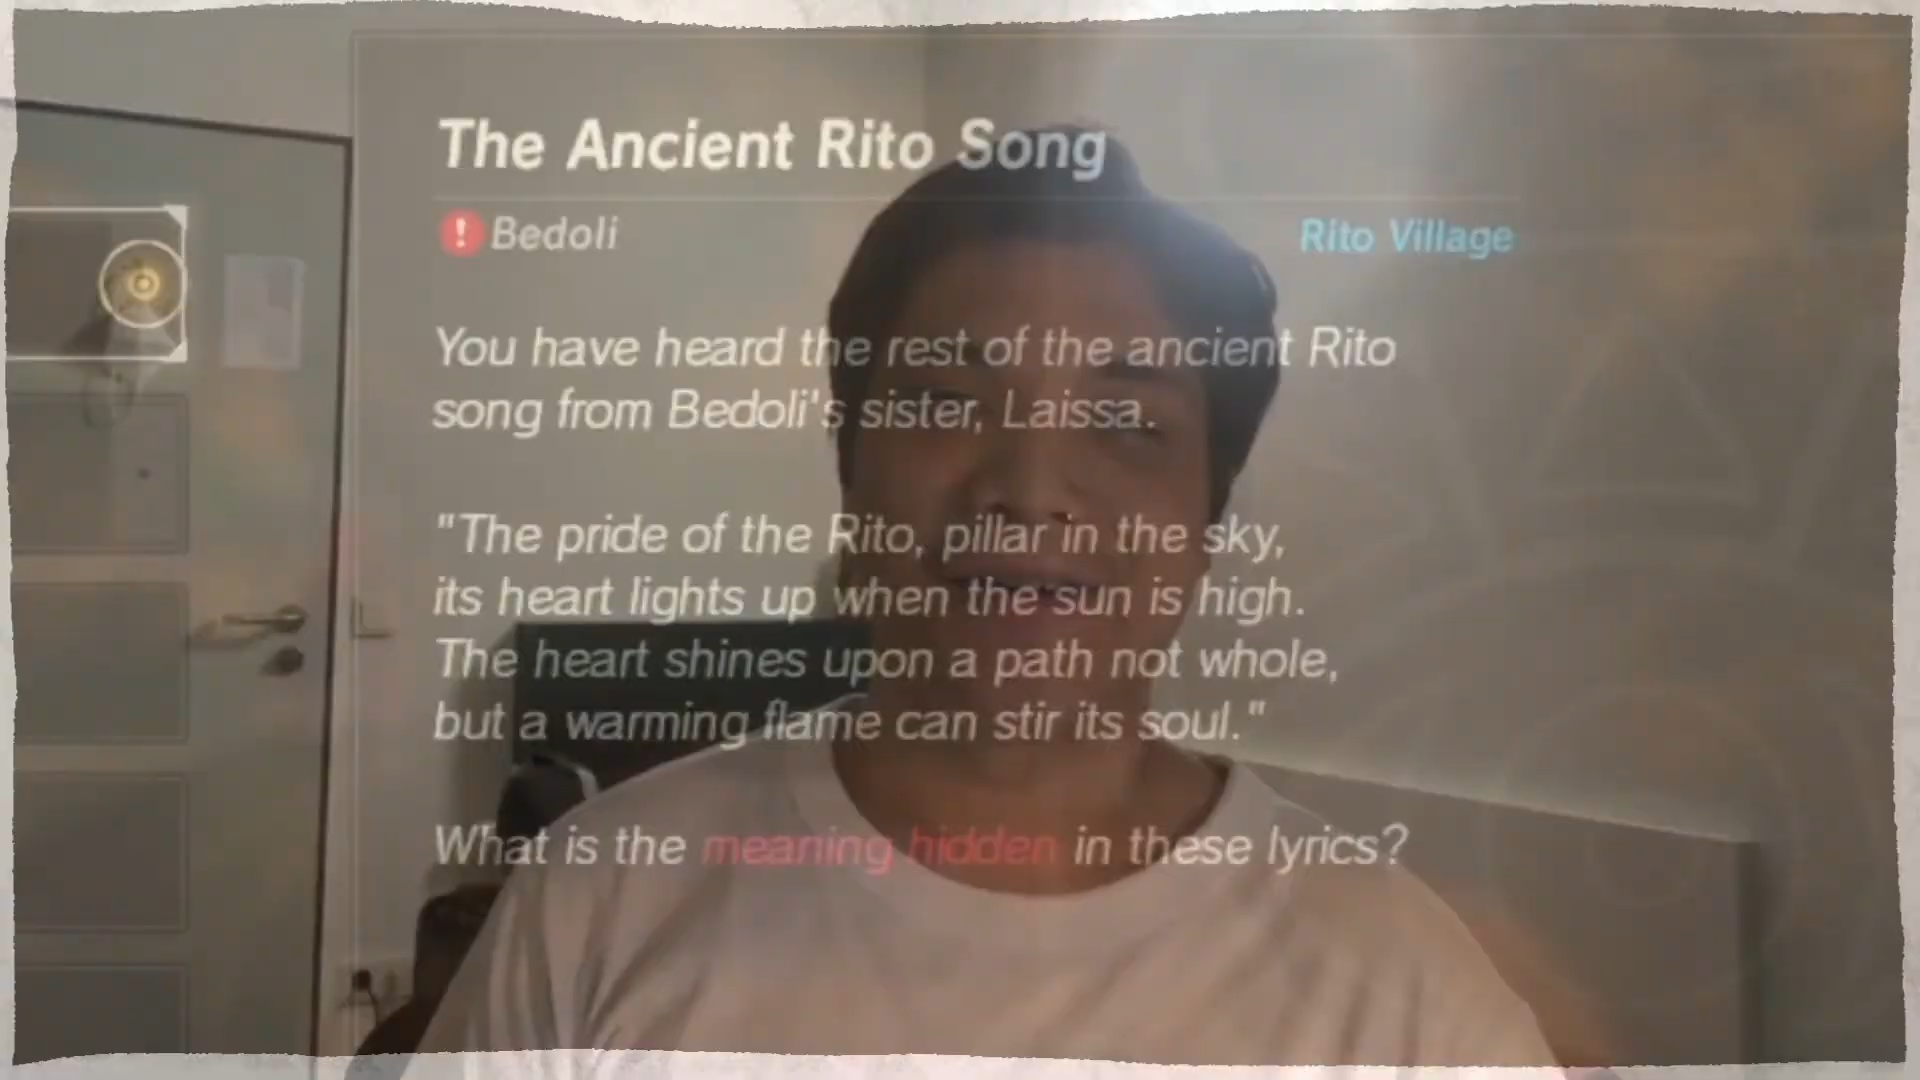 The Ancient Rito Song
! Bedoli Rito Village
You have heard the rest of the ancient Rito
song from Bedoli's sister, Laissa.
"The pride of the Rito, pillar in the sky,
its heart lights up when the sun is high.
The heart shines upon a path not whole,
but a warming flame can stir its soul."
What is the meaning hidden in these lyrics?